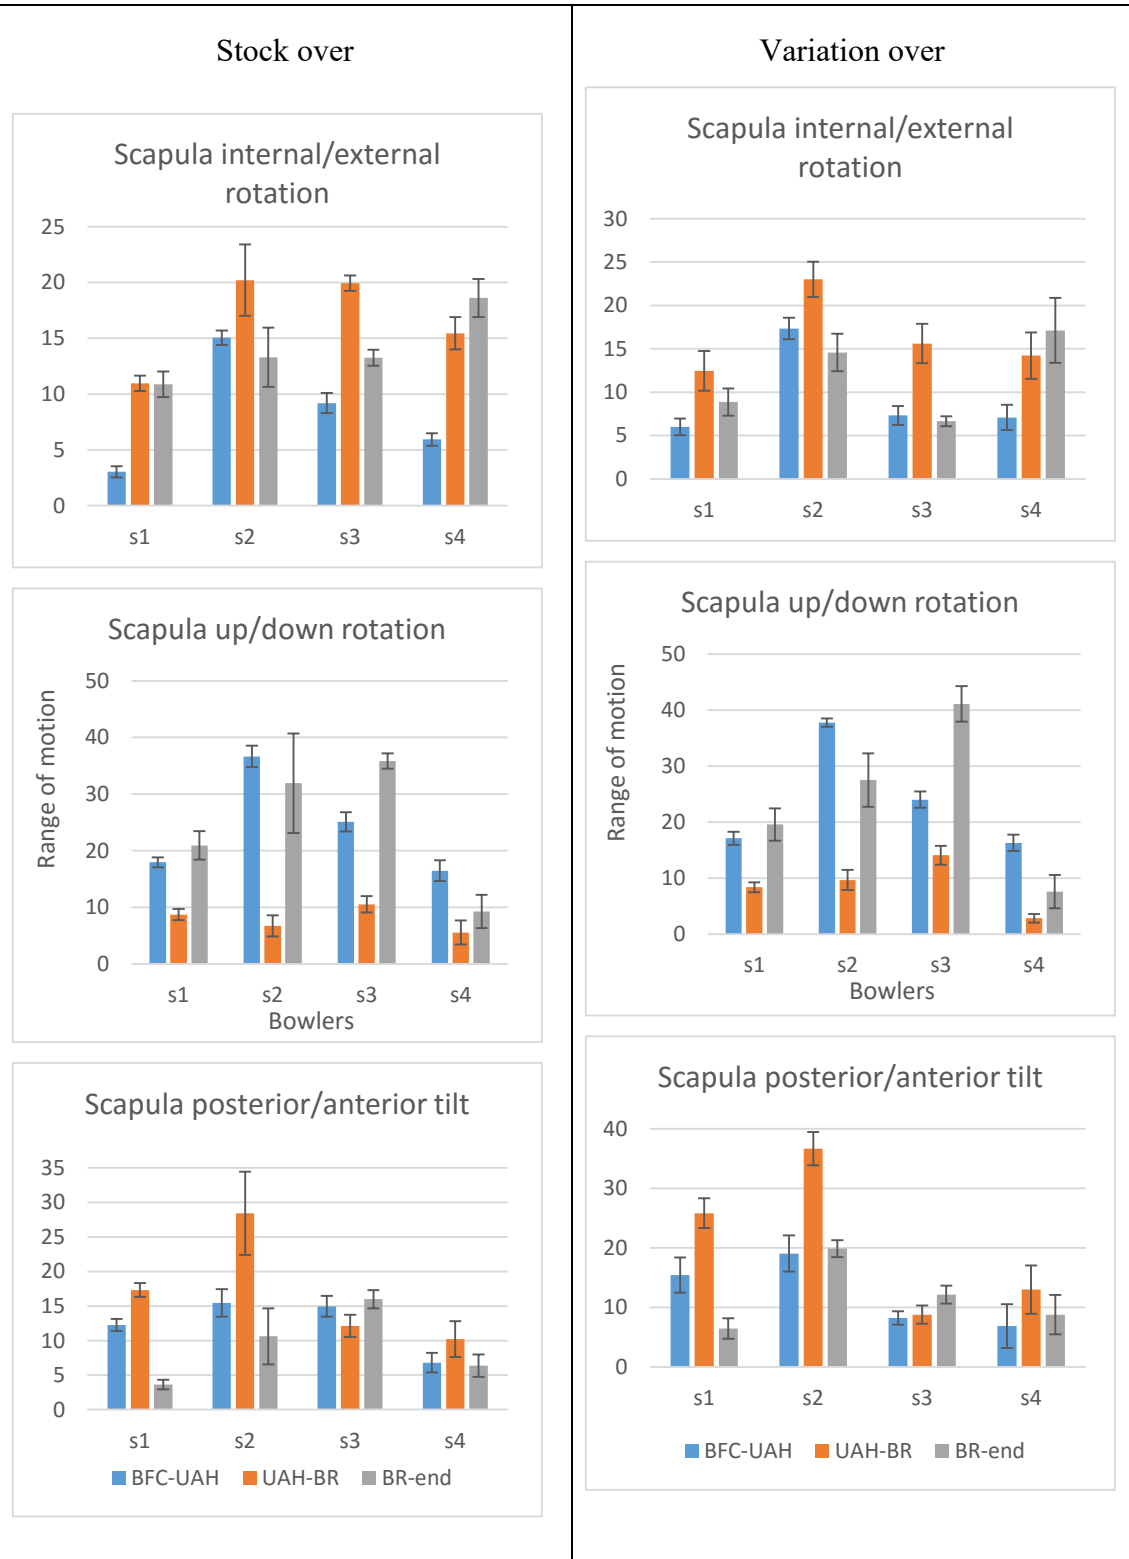 Stock over
Scapula internal/external
rotation
25
20
15
10
5
0
s1 s2 s3 s4
Scapula up/down rotation
Range of motion
50
40
30
20
10
0
s1 s2 s3 s4
Bowlers
Scapula posterior/anterior tilt
35
30
25
20
15
10
5
0
s1 s2 s3 s4
BFC-UAH UAH-BR BR-end
Variation over
Scapula internal/external
rotation
30
25
20
15
10
5
0
s1 s2 s3 s4
Scapula up/down rotation
Range of motion
50
40
30
20
10
0
s1 s2 s3 s4
Bowlers
Scapula posterior/anterior tilt
40
30
20
10
0
s1 s2 s3 s4
BFC-UAH UAH-BR BR-end